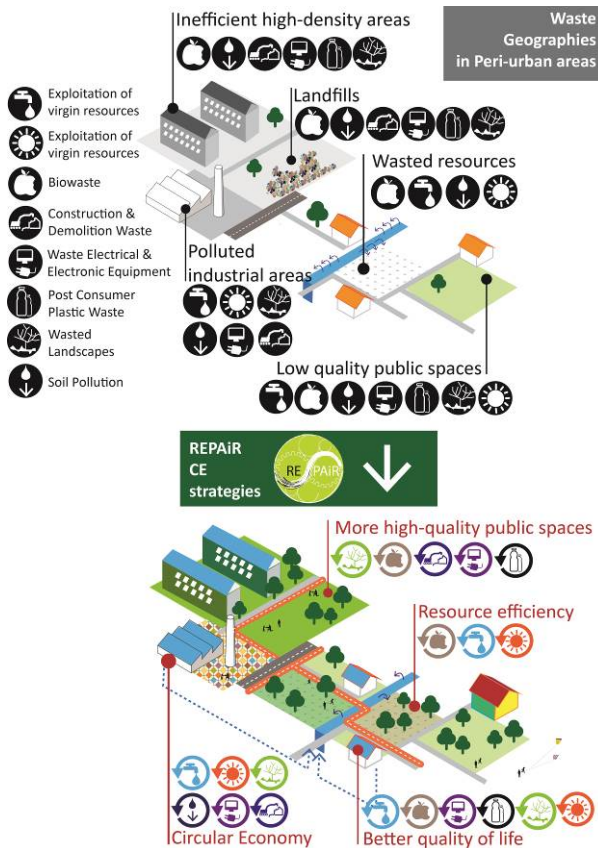 Inefficient high-density areas
Waste
Geographies
in Peri-urban areas
Exploitation of
virgin resources
Exploitation of
virgin resources
Biowaste
Construction &
Demolition Waste
Waste Electrical &
Electronic Equipment
Post Consumer
Plastic Waste
Wasted
Landscapes
Soil Pollution
Landfills
Wasted resources
Polluted
industrial areas
Low quality public spaces
REPAiR
CE
strategies
RE PAiR
More high-quality public spaces
Resource efficiency
Circular Economy
Better quality of life